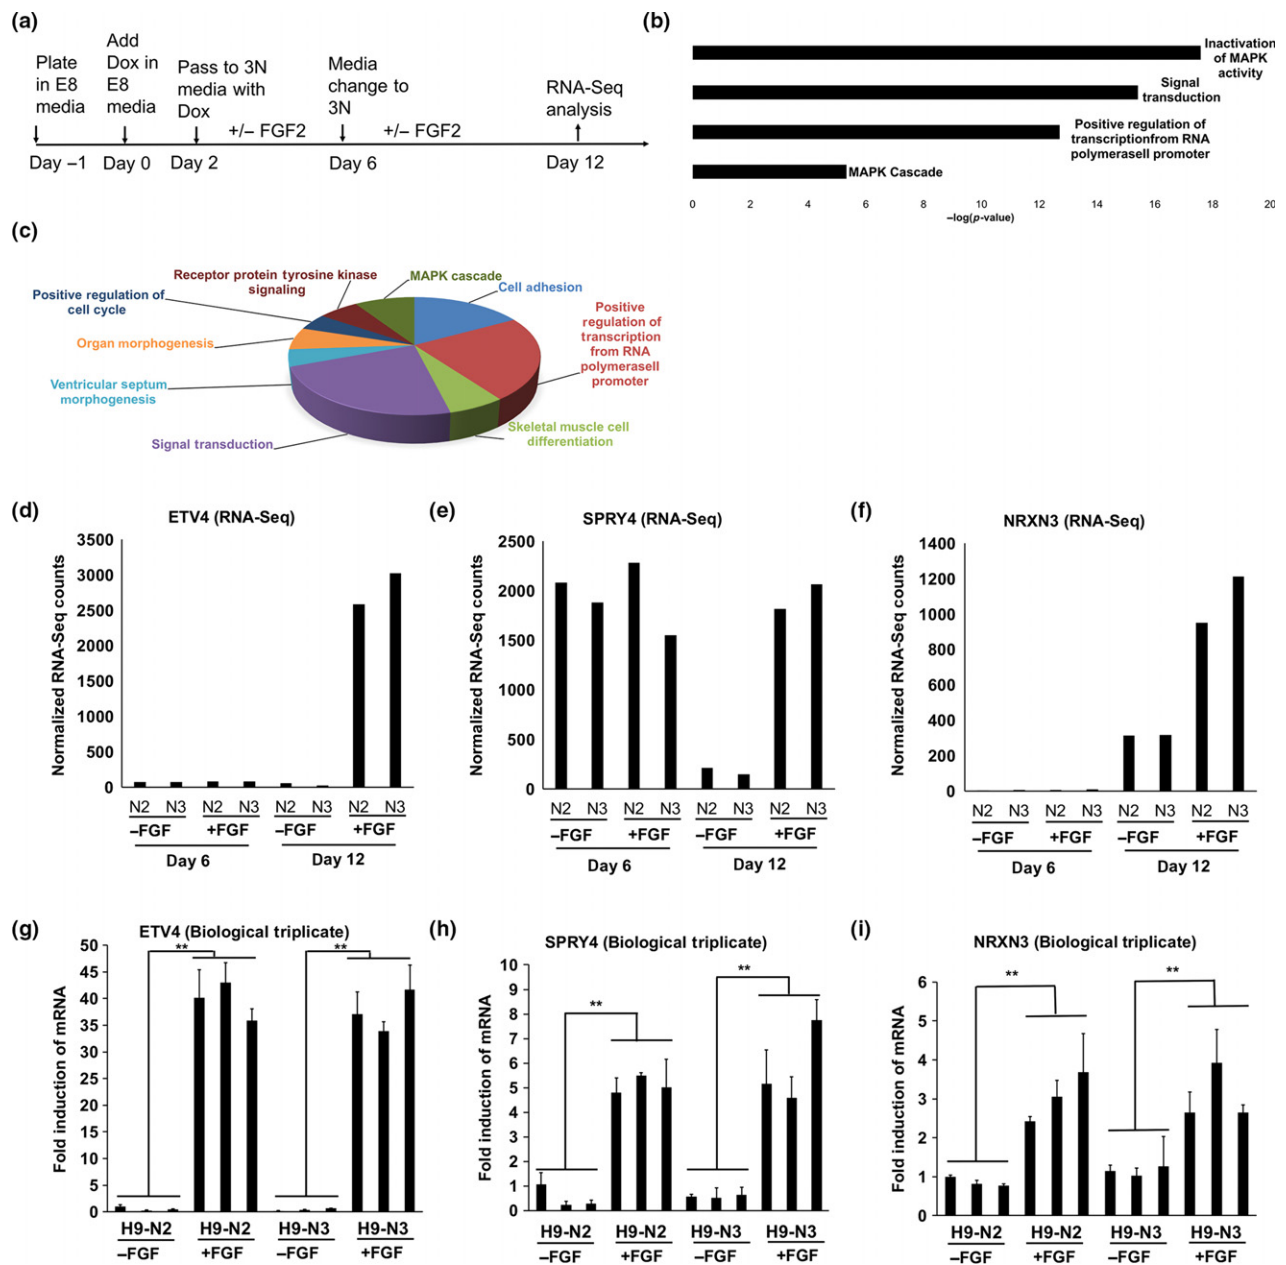 (a)
Plate
in E8
media
Add
Dox in
E8
media
Pass to 3N
media with
Dox
+/– FGF2
Media
change to
3N
+/– FGF2
RNA-Seq
analysis
Day –1
Day 0
Day 2
Day 6
Day 12
(b)
Inactivation
of MAPK
activity
Signal
transduction
Positive regulation of
transcriptionfrom RNA
polymerasell promoter
MAPK Cascade
0 2 4 6 8 10 12 14 16 18 20
–log(p-value)
(c)
Receptor protein tyrosine kinase
signaling
MAPK cascade
Cell adhesion
Positive regulation of
cell cycle
Positive
regulation of
transcription
from RNA
polymerasell
promoter
Organ morphogenesis
Ventricular septum
morphogenesis
Signal transduction
Skeletal muscle cell
differentiation
(d)
ETV4 (RNA-Seq)
Normalized RNA-Seq counts
3500
3000
2500
2000
1500
1000
500
0
N2 N3 N2 N3 N2 N3 N2 N3
–FGF +FGF –FGF +FGF
Day 6 Day 12
(e)
SPRY4 (RNA-Seq)
Normalized RNA-Seq counts
2500
2000
1500
1000
500
0
N2 N3 N2 N3 N2 N3 N2 N3
–FGF +FGF –FGF +FGF
Day 6 Day 12
(f)
NRXN3 (RNA-Seq)
Normalized RNA-Seq counts
1400
1200
1000
800
600
400
200
0
N2 N3 N2 N3 N2 N3 N2 N3
–FGF +FGF –FGF +FGF
Day 6 Day 12
(g)
ETV4 (Biological triplicate)
Fold induction of mRNA
50
45
40
35
30
25
20
15
10
5
0
** **
H9-N2 H9-N2 H9-N3 H9-N3
–FGF +FGF –FGF +FGF
(h)
SPRY4 (Biological triplicate)
Fold induction of mRNA
10
9
8
7
6
5
4
3
2
1
0
** **
H9-N2 H9-N2 H9-N3 H9-N3
–FGF +FGF –FGF +FGF
(i)
NRXN3 (Biological triplicate)
Fold induction of mRNA
6
5
4
3
2
1
0
** **
H9-N2 H9-N2 H9-N3 H9-N3
–FGF +FGF –FGF +FGF